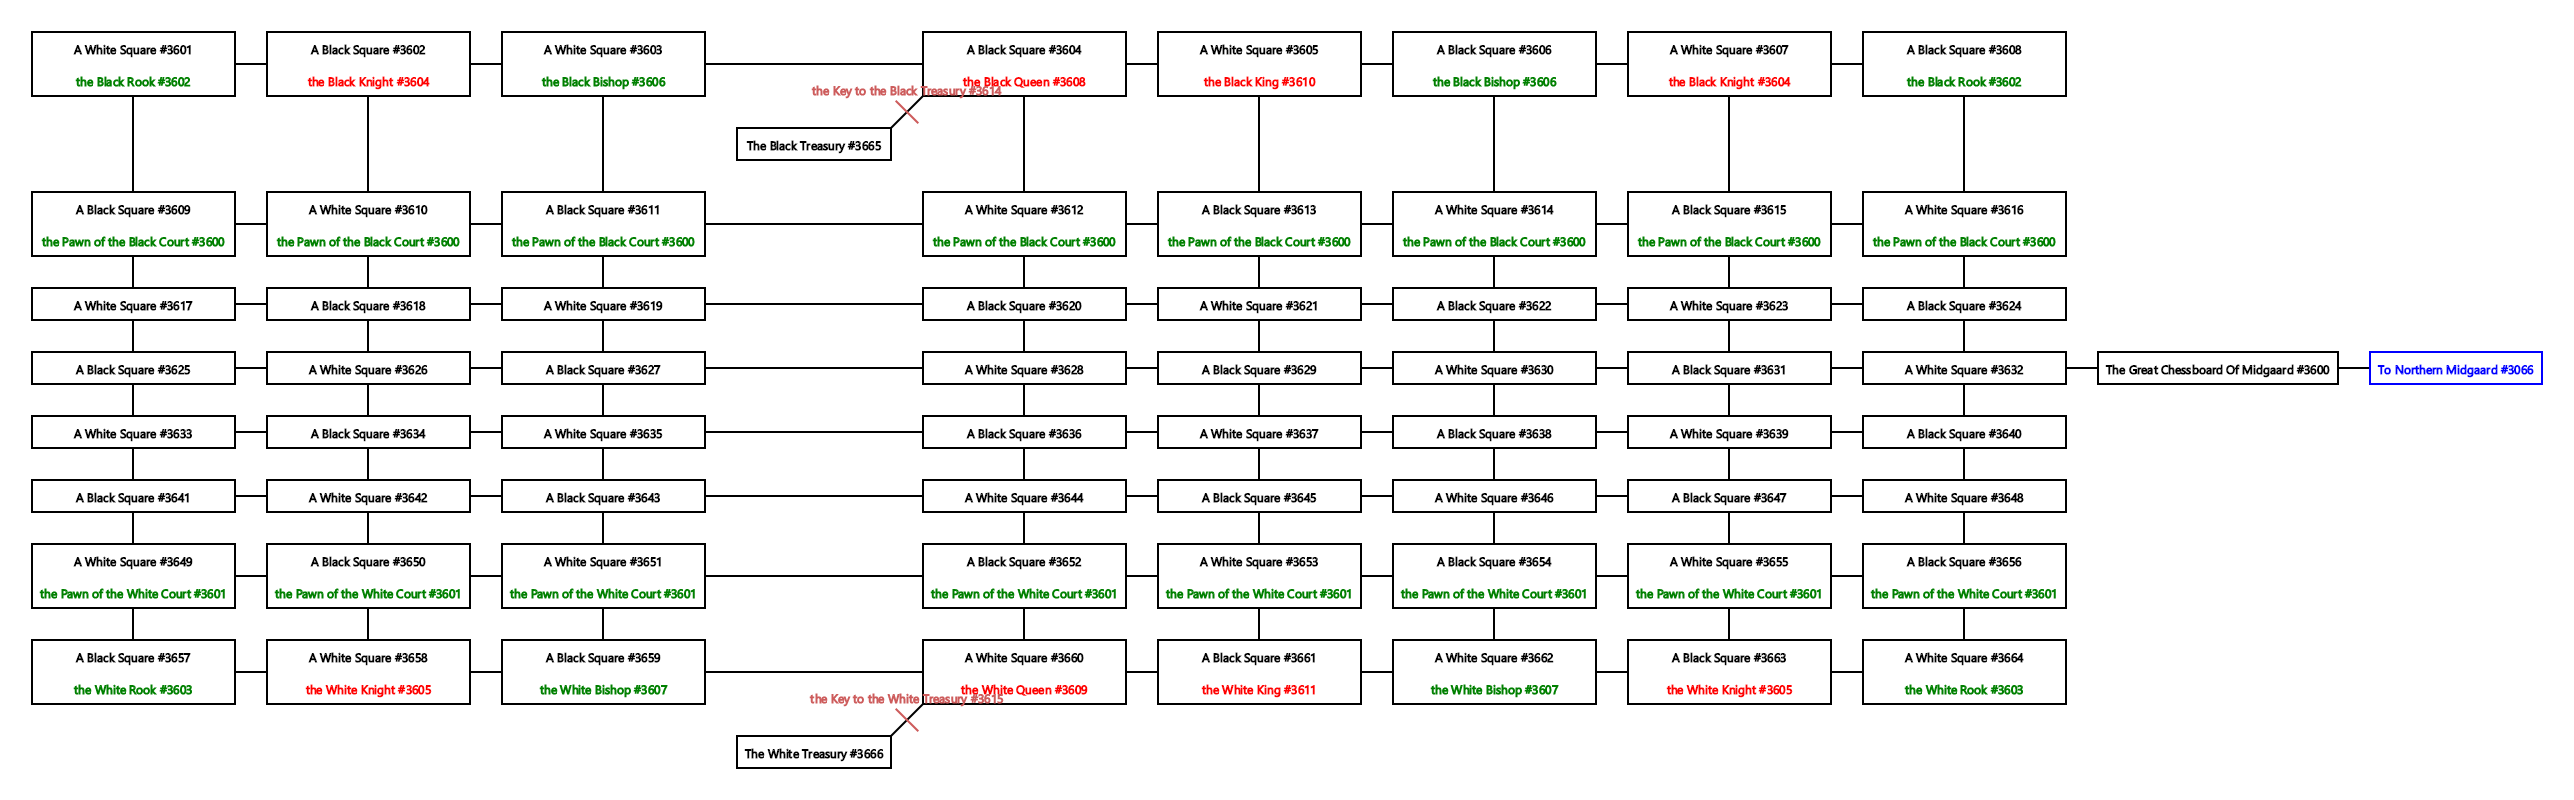 A White Square #3601
the Black Rook #3602
A Black Square #3602
the Black Knight #3604
A White Square #3603
the Black Bishop #3606
A Black Square #3604
the Black Queen #3608
A White Square #3605
the Black King #3610
A Black Square #3606
the Black Bishop #3606
A White Square #3607
the Black Knight #3604
A Black Square #3608
the Black Rook #3602
the Key to the Black Treasury #3614
The Black Treasury #3665
A Black Square #3609
the Pawn of the Black Court #3600
A White Square #3610
the Pawn of the Black Court #3600
A Black Square #3611
the Pawn of the Black Court #3600
A White Square #3612
the Pawn of the Black Court #3600
A Black Square #3613
the Pawn of the Black Court #3600
A White Square #3614
the Pawn of the Black Court #3600
A Black Square #3615
the Pawn of the Black Court #3600
A White Square #3616
the Pawn of the Black Court #3600
A White Square #3617
A Black Square #3618
A White Square #3619
A Black Square #3620
A White Square #3621
A Black Square #3622
A White Square #3623
A Black Square #3624
A Black Square #3625
A White Square #3626
A Black Square #3627
A White Square #3628
A Black Square #3629
A White Square #3630
A Black Square #3631
A White Square #3632
The Great Chessboard Of Midgaard #3600
To Northern Midgaard #3066
A White Square #3633
A Black Square #3634
A White Square #3635
A Black Square #3636
A White Square #3637
A Black Square #3638
A White Square #3639
A Black Square #3640
A Black Square #3641
A White Square #3642
A Black Square #3643
A White Square #3644
A Black Square #3645
A White Square #3646
A Black Square #3647
A White Square #3648
A White Square #3649
the Pawn of the White Court #3601
A Black Square #3650
the Pawn of the White Court #3601
A White Square #3651
the Pawn of the White Court #3601
A Black Square #3652
the Pawn of the White Court #3601
A White Square #3653
the Pawn of the White Court #3601
A Black Square #3654
the Pawn of the White Court #3601
A White Square #3655
the Pawn of the White Court #3601
A Black Square #3656
the Pawn of the White Court #3601
A Black Square #3657
the White Rook #3603
A White Square #3658
the White Knight #3605
A Black Square #3659
the White Bishop #3607
A White Square #3660
the White Queen #3609
A Black Square #3661
the White King #3611
A White Square #3662
the White Bishop #3607
A Black Square #3663
the White Knight #3605
A White Square #3664
the White Rook #3603
the Key to the White Treasury #3615
The White Treasury #3666